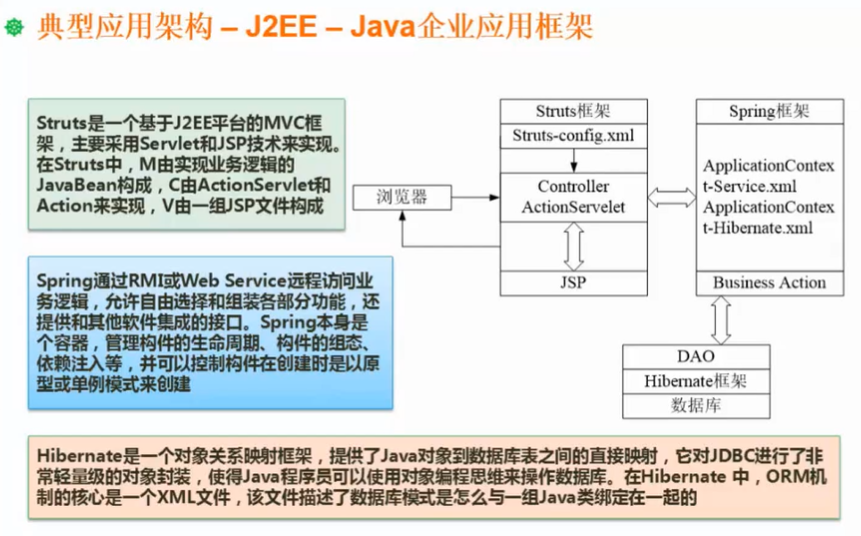 典型应用架构 – J2EE – Java企业应用框架
Struts是一个基于J2EE平台的MVC框
架，主要采用Servlet和JSP技术来实现。
在Struts中，M由实现业务逻辑的
JavaBean构成，C由ActionServlet和
Action来实现，V由一组JSP文件构成
Spring通过RMI或Web Service远程访问业
务逻辑，允许自由选择和组装各部分功能，还
提供和其他软件集成的接口。Spring本身是
个容器，管理构件的生命周期、构件的组态、
依赖注入等，并可以控制构件在创建时是以原
型或单例模式来创建
浏览器
Struts框架
Struts-config.xml
Controller
ActionServelet
JSP
Spring框架
ApplicationContex
t-Service.xml
ApplicationContex
t-Hibernate.xml
Business Action
DAO
Hibernate框架
数据库
Hibernate是一个对象关系映射框架，提供了Java对象到数据库表之间的直接映射，它对JDBC进行了非
常轻量级的对象封装，使得Java程序员可以使用对象编程思维来操作数据库。在Hibernate 中，ORM机
制的核心是一个XML文件，该文件描述了数据库模式是怎么与一组Java类绑定在一起的